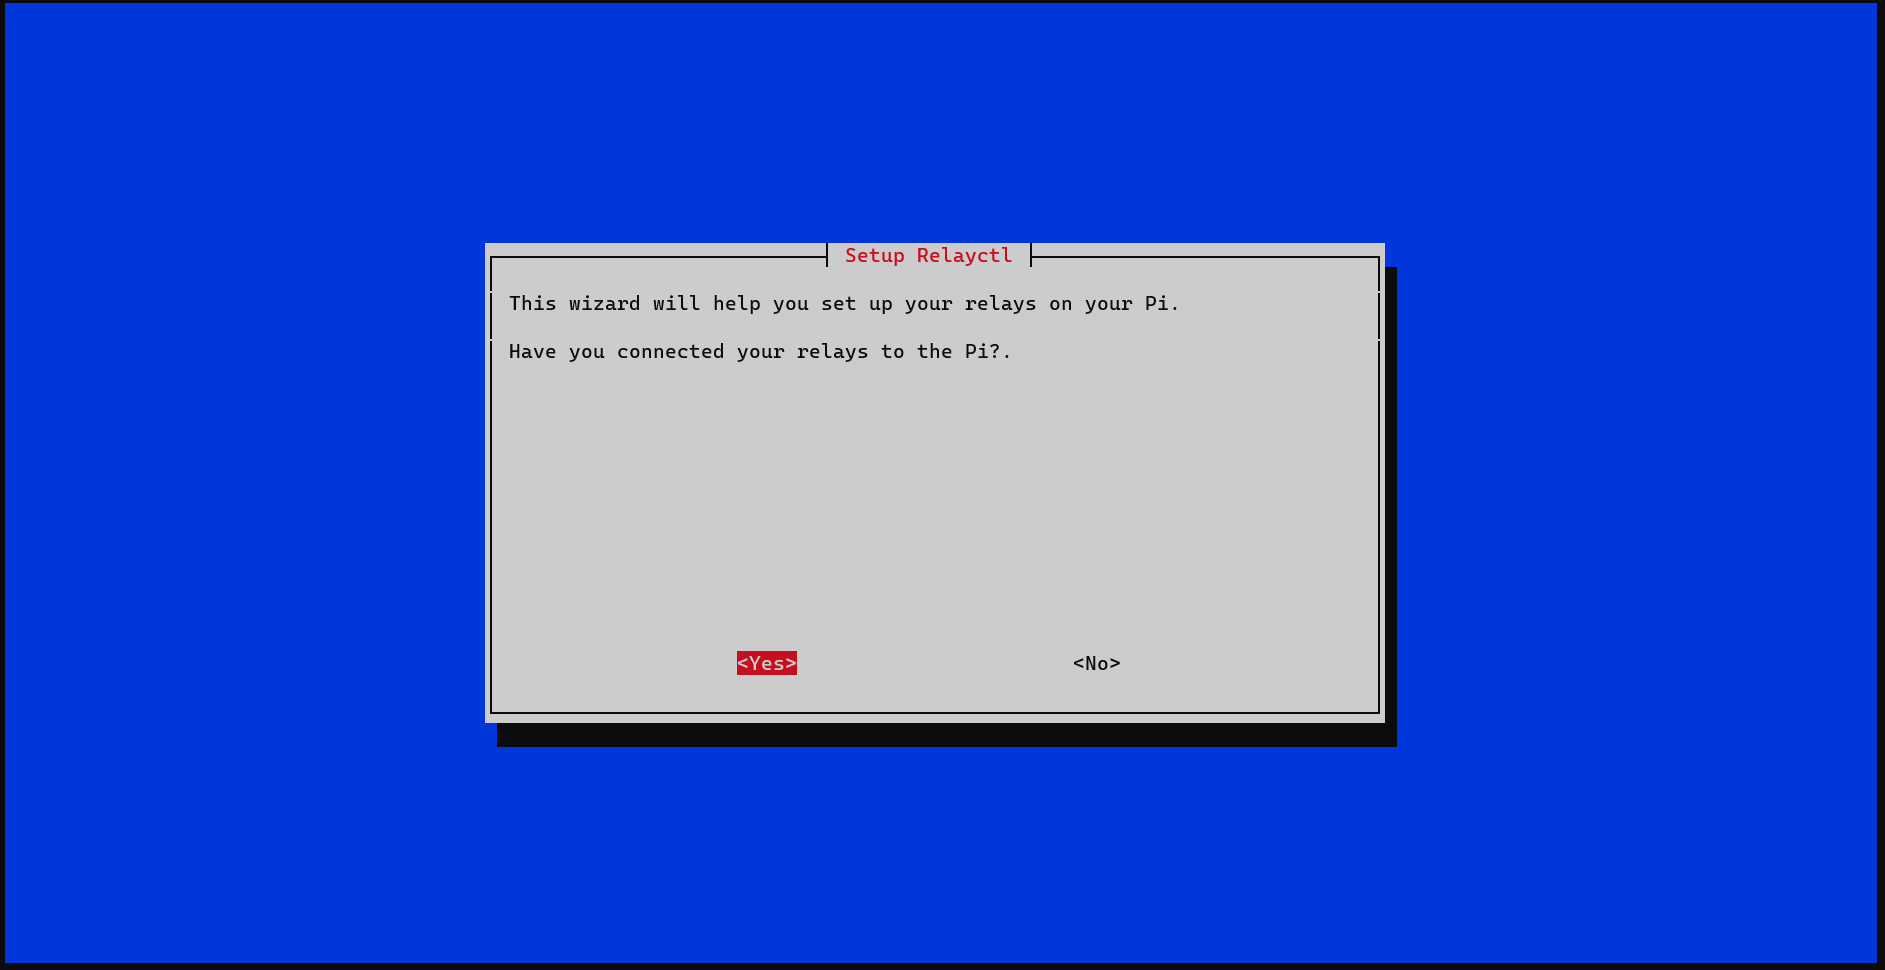 Setup Relayctl
This wizard will help you set up your relays on your Pi.
Have you connected your relays to the Pi?.
<Yes> <No>